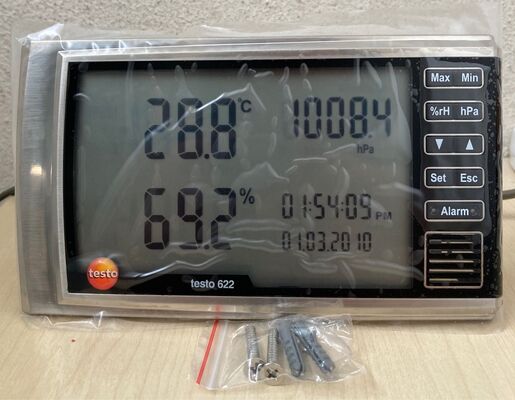 28.8 °C
1008.4
hPa
69.2 %
01:54:09 PM
01.03.2010
testo
testo 622
Max Min
%rH hPa
▼ ▲
Set Esc
Alarm